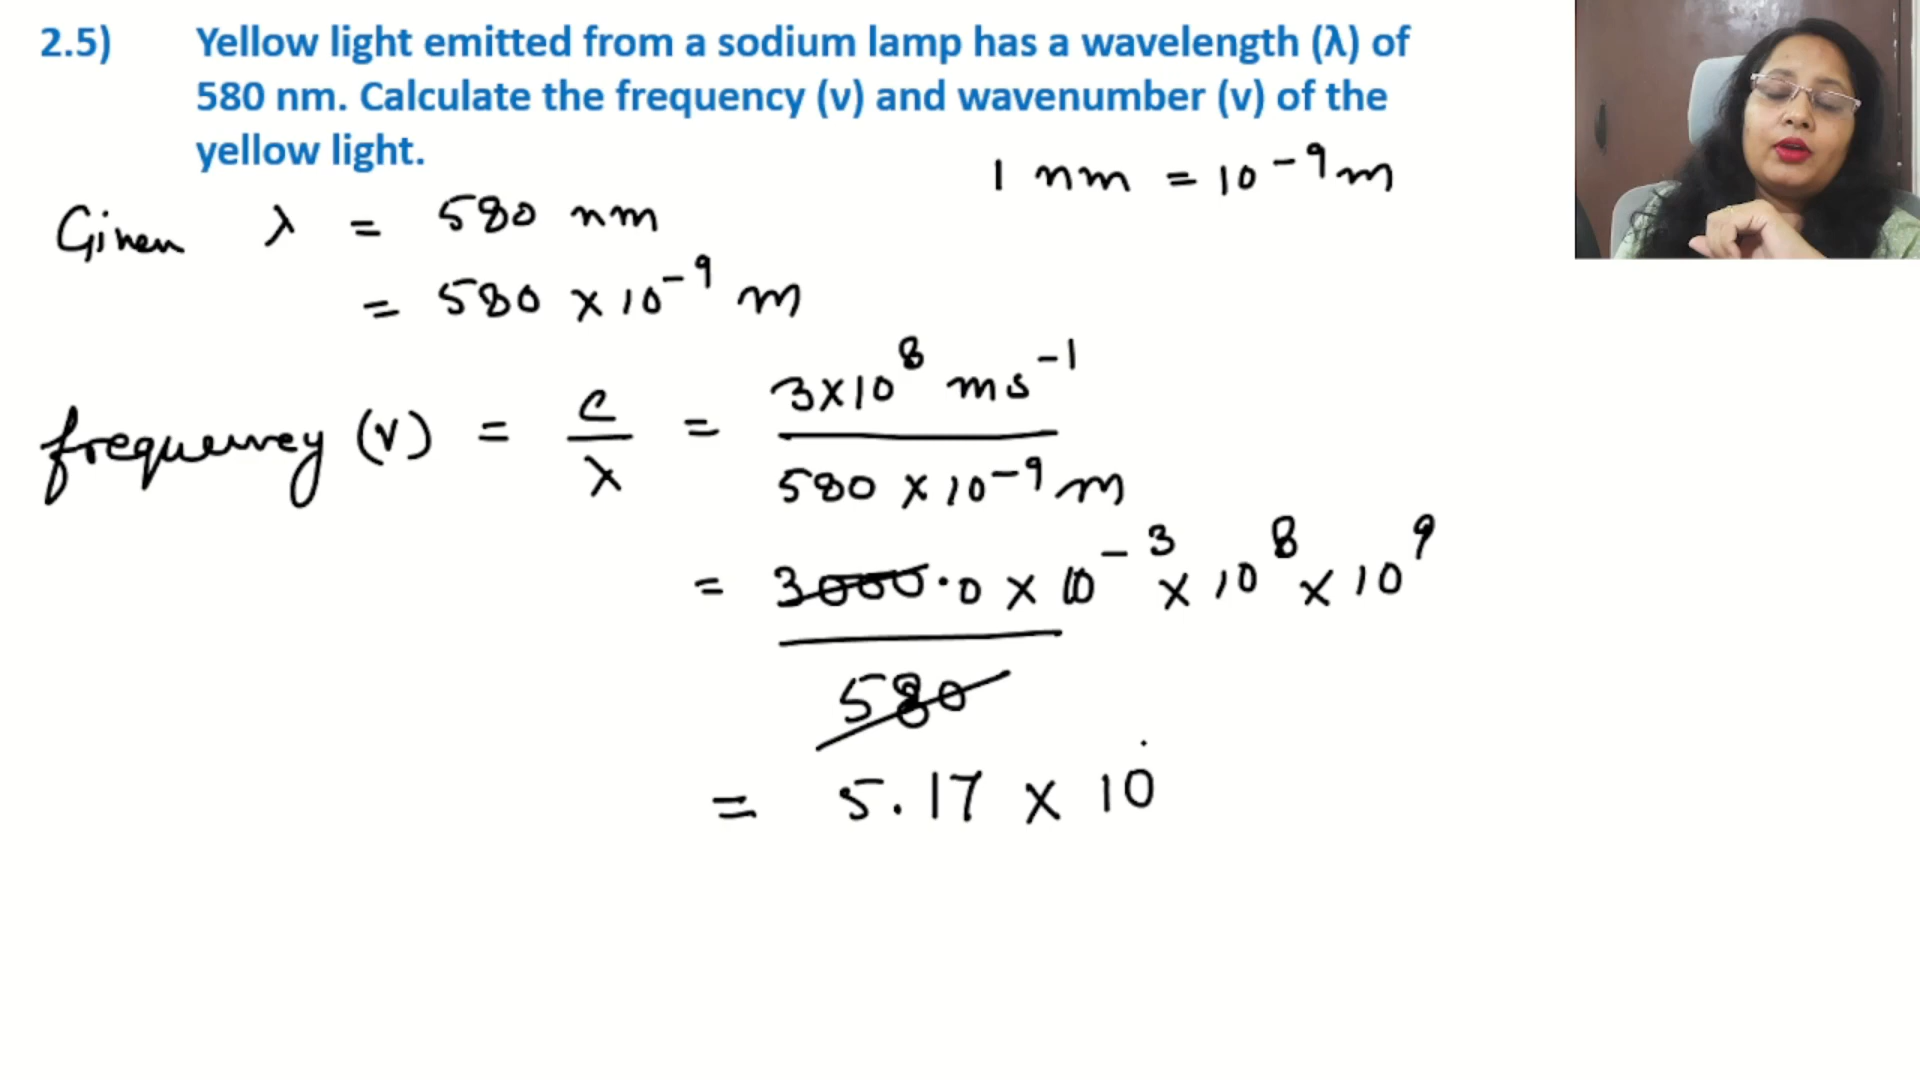 2.5) Yellow light emitted from a sodium lamp has a wavelength (λ) of
580 nm. Calculate the frequency (ν) and wavenumber (ν) of the
yellow light.
1 nm = 10⁻⁹ m
Given λ = 580 nm
= 580 × 10⁻⁹ m
frequency (ν) = c/λ = 3×10⁸ ms⁻¹ / 580 × 10⁻⁹ m
= 3000.0 × 10⁻³ × 10⁸ × 10⁹ / 580
= 5.17 × 10